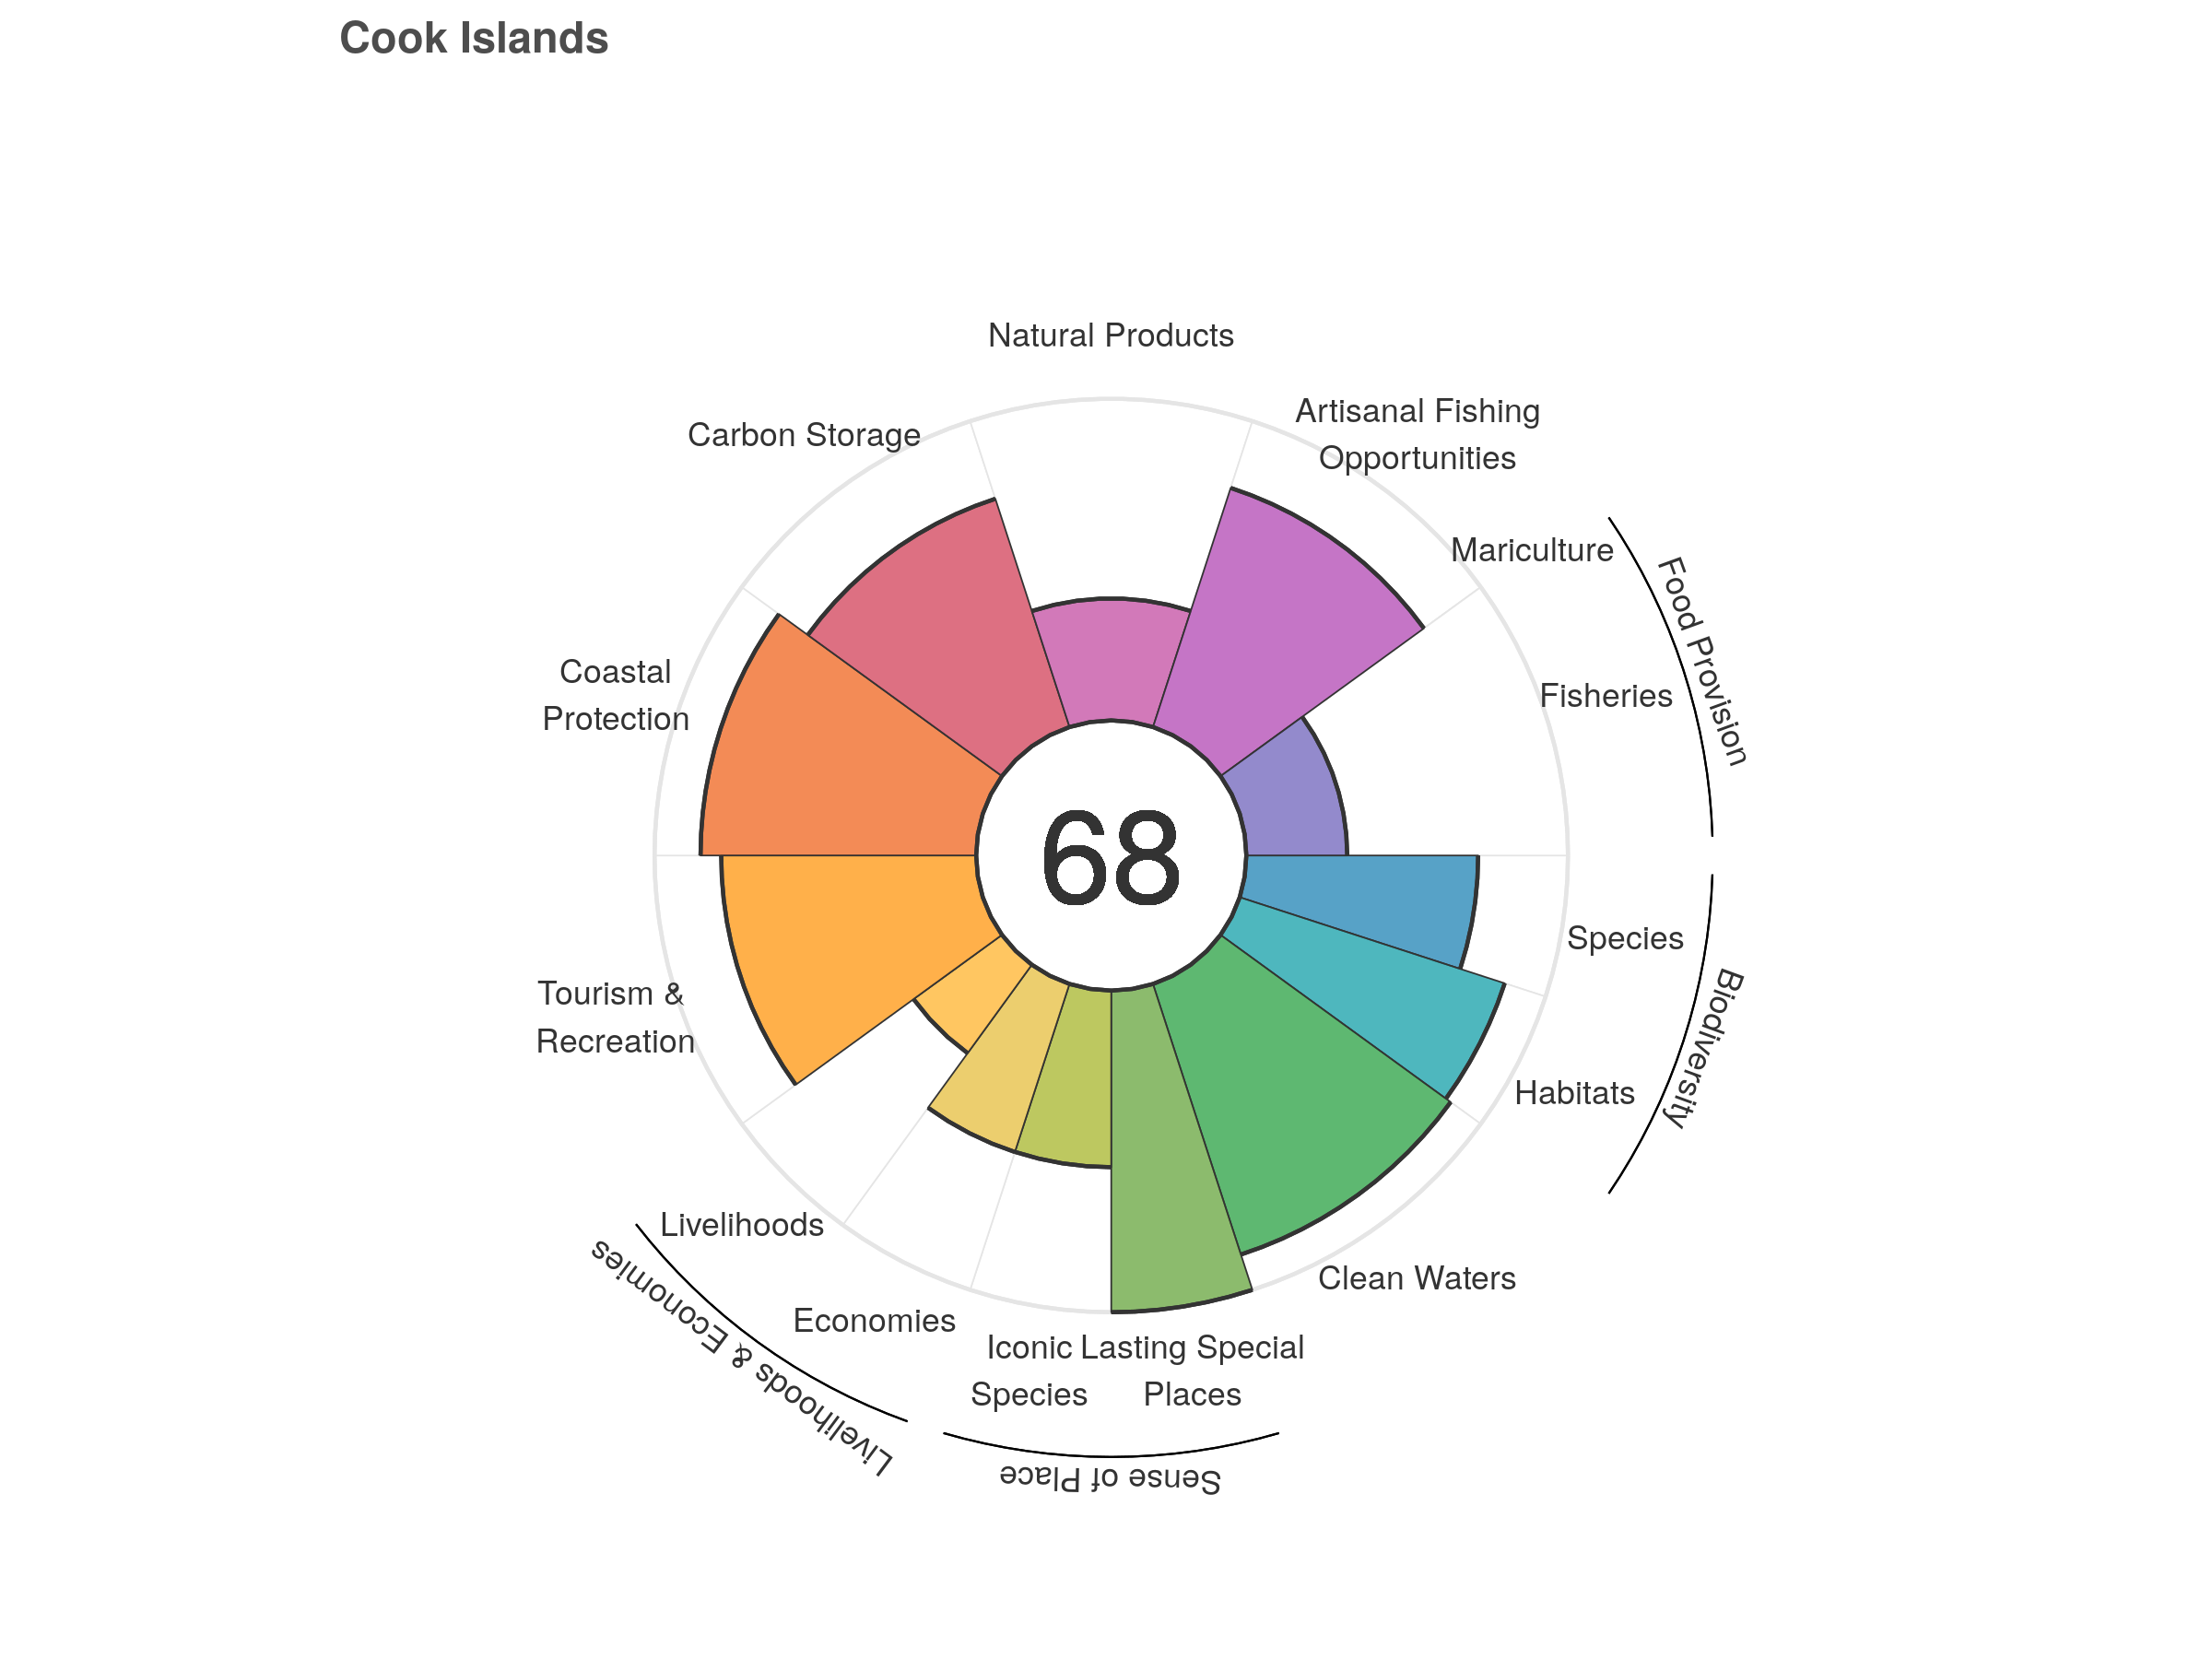 Cook Islands
Natural Products
Artisanal Fishing
Opportunities
Carbon Storage
Mariculture
Food Provision
Fisheries
Coastal
Protection
68
Species
Biodiversity
Tourism &
Recreation
Habitats
Livelihoods
Livelihoods & Economies
Clean Waters
Economies
Iconic
Species
Lasting Special
Places
Sense of Place